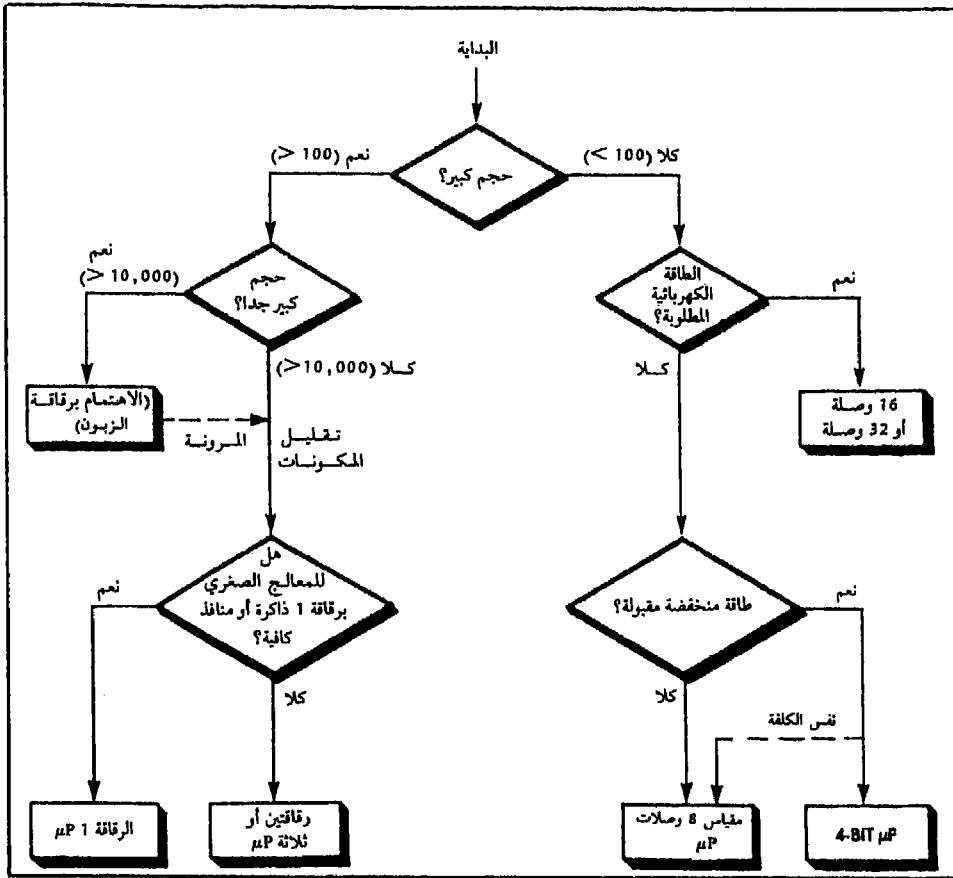 البداية
نعم (100 <)
كلا (100 >)
حجم كبير؟
نعم
(> 10,000)
حجم
كبير جدا؟
الطاقة
الكهربائية
المطلوبة؟
نعم
كلا (10,000<)
كلا
(الاهتمام برقاقة
الزبون)
المرونة
تقليل
المكونات
16 وصلة
أو 32 وصلة
هل
للمعالج الصغري
برقاقة 1 ذاكرة أو منافذ
كافية؟
نعم
كلا
طاقة منخفضة مقبولة؟
نعم
كلا
نفس الكلفة
الرقاقة 1 µP
رقاقتين أو
ثلاثة µP
مقياس 8 وصلات
µP
4-BIT µP